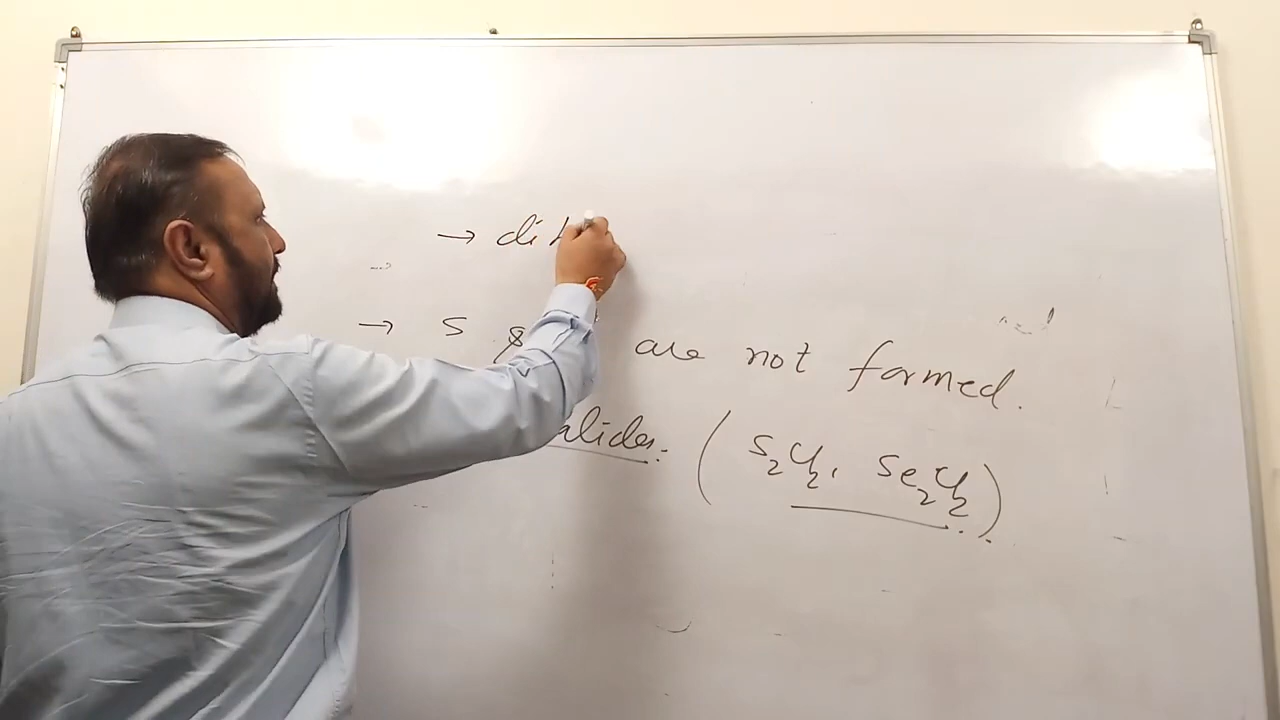 → di
→ S & are not formed.
alides. (S₂Cl₂, Se₂Cl₂)